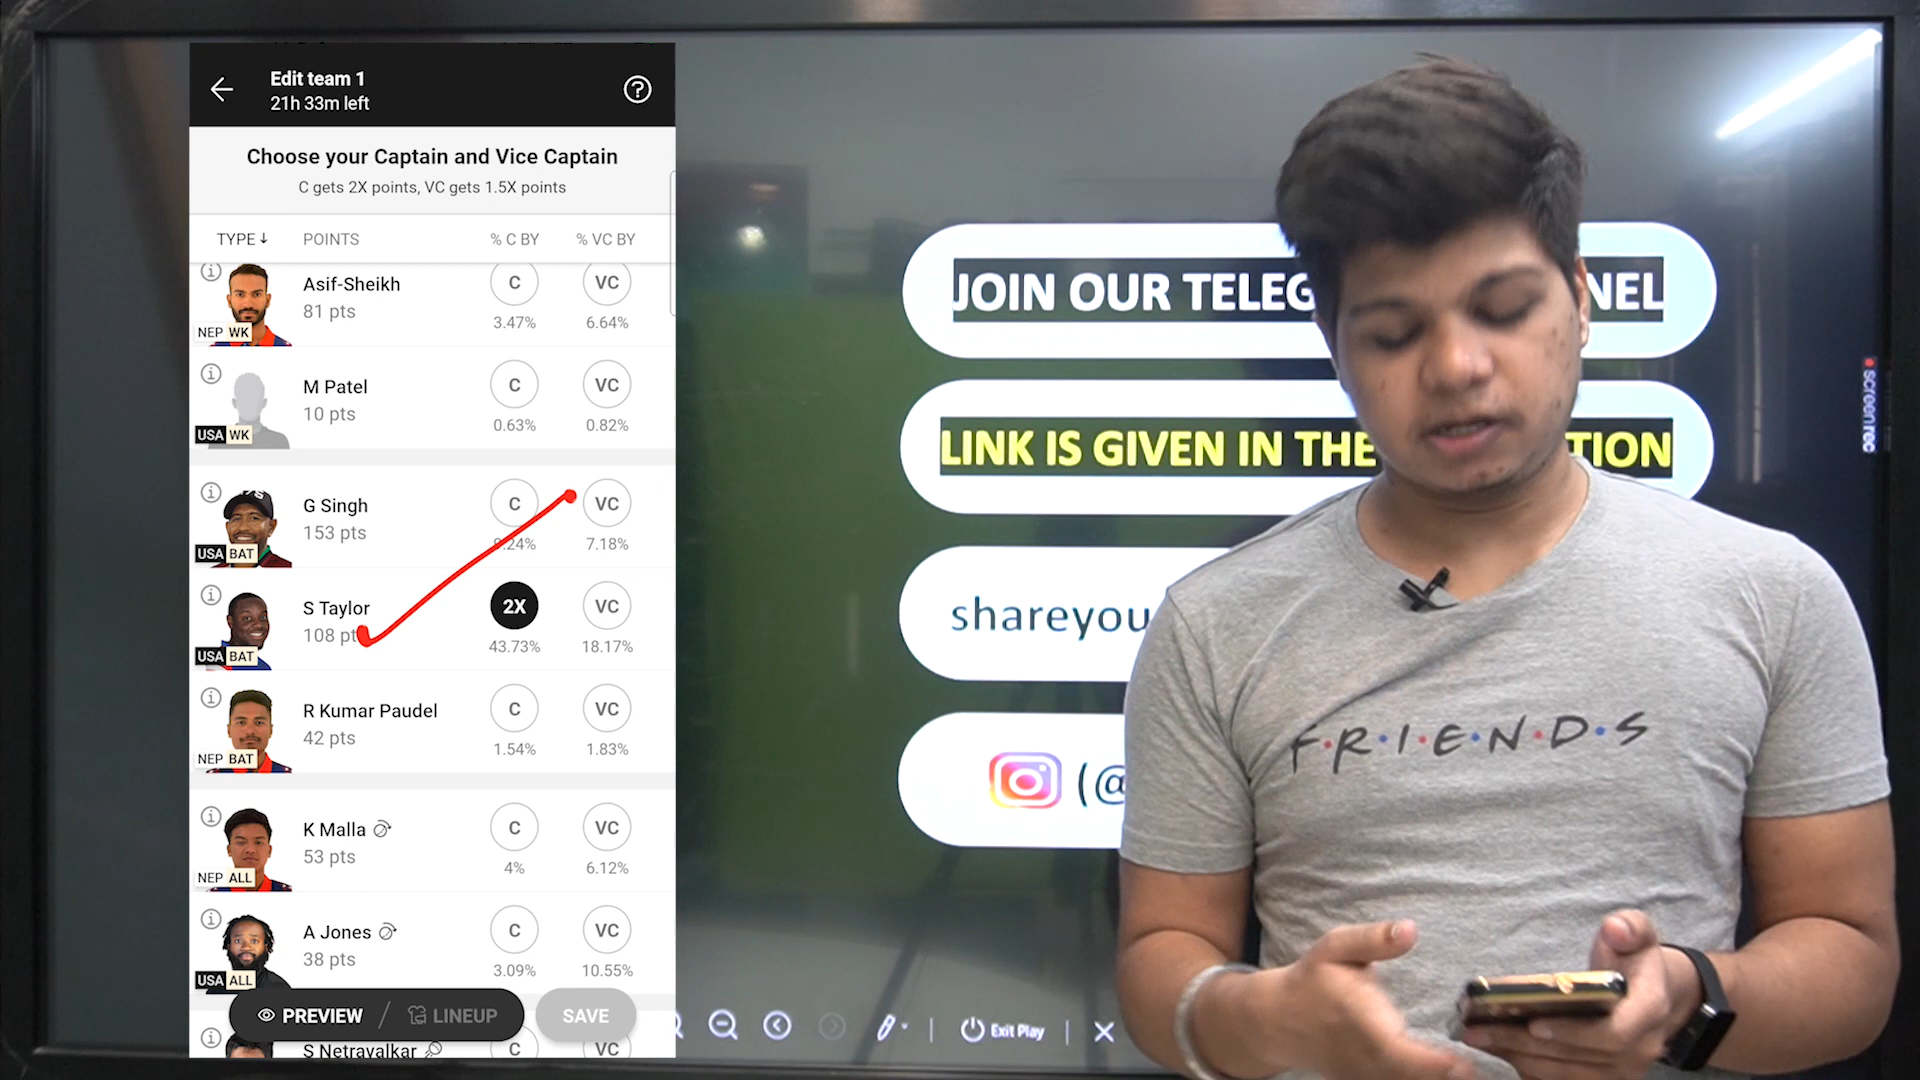 Edit team 1
21h 33m left
Choose your Captain and Vice Captain
C gets 2X points, VC gets 1.5X points
TYPE↓ POINTS % C BY % VC BY
Asif-Sheikh C VC
81 pts 3.47% 6.64%
NEP WK
M Patel C VC
10 pts 0.63% 0.82%
USA WK
G Singh C VC
153 pts 7.18%
USA BAT
S Taylor 2X VC
108 43.73% 18.17%
USA BAT
R Kumar Paudel C VC
42 pts 1.54% 1.83%
NEP BAT
K Malla C VC
53 pts 4% 6.12%
NEP ALL
A Jones C VC
38 pts 3.09% 10.55%
USA ALL
PREVIEW / LINEUP SAVE
S Netravalkar C VC
JOIN OUR
LINK IS GIVEN IN THE
(@
Exit Play
screenrec
F•R•I•E•N•D•S